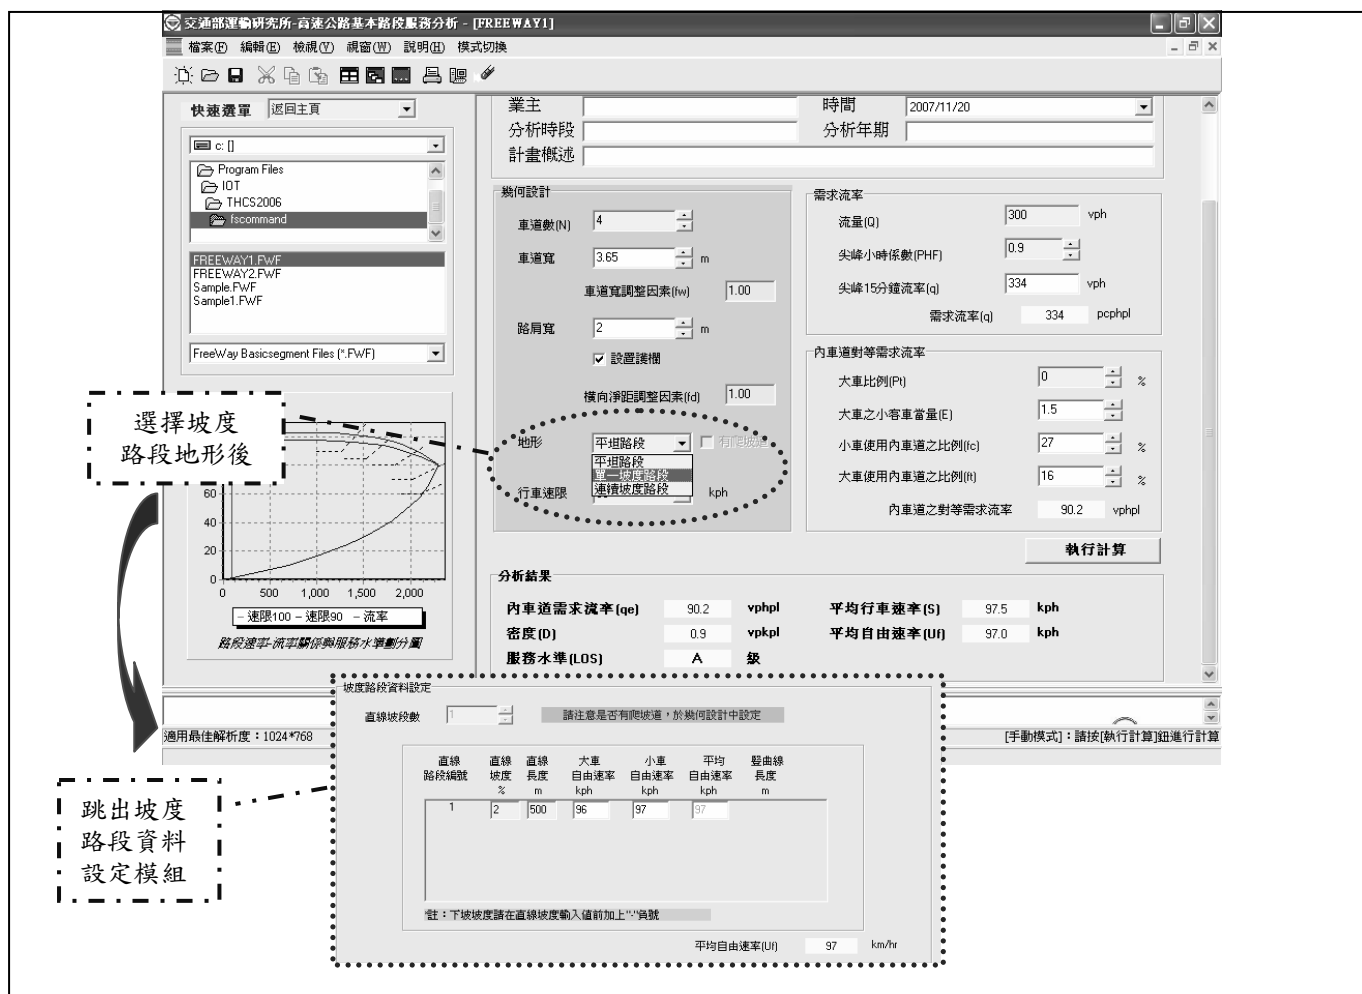 交通部運輸研究所-高速公路基本路段服務分析 - [FREEWAY1]
檔案(F) 編輯(E) 檢視(V) 視窗(W) 說明(H) 模式切換
快速選單 返回主頁
c: []
Program Files
IOT
THCS2006
fscommand
FREEWAY1.FWF
FREEWAY2.FWF
Sample.FWF
Sample1.FWF
FreeWay Basicsegment Files (*.FWF)
業主 時間 2007/11/20
分析時段 分析年期
計畫概述
幾何設計
車道數(N) 4
車道寬 3.65 m
車道寬調整因素(fw) 1.00
路肩寬 2 m
設置護欄
橫向淨距調整因素(fd) 1.00
地形 平坦路段 有爬坡道
平坦路段
單一坡度路段
連續坡度路段
行車速限 kph
需求流率
流量(Q) 300 vph
尖峰小時係數(PHF) 0.9
尖峰15分鐘流率(q) 334 vph
需求流率(q) 334 pcphpl
內車道對等需求流率
大車比例(Pt) 0 %
大車之小客車當量(E) 1.5
小車使用內車道之比例(fc) 27 %
大車使用內車道之比例(ft) 16 %
內車道之對等需求流率 90.2 vphpl
執行計算
分析結果
內車道需求流率(qe) 90.2 vphpl 平均行車速率(S) 97.5 kph
密度(D) 0.9 vpkpl 平均自由速率(Uf) 97.0 kph
服務水準(LOS) A 級
選擇坡度
路段地形後
60
40
20
0
0 500 1,000 1,500 2,000
速限100 速限90 流率
路段速率-流率關係與服務水準劃分圖
適用最佳解析度：1024*768
[手動模式]：請按[執行計算]鈕進行計算
坡度路段資料設定
直線坡段數 1 請注意是否有爬坡道，於幾何設計中設定
直線 直線 直線 大車 小車 平均 豎曲線
路段編號 坡度 長度 自由速率 自由速率 自由速率 長度
% m kph kph kph m
1 2 500 96 97 97
*註：下坡坡度請在直線坡度輸入值前加上"-"負號
平均自由速率(Uf) 97 km/hr
跳出坡度
路段資料
設定模組